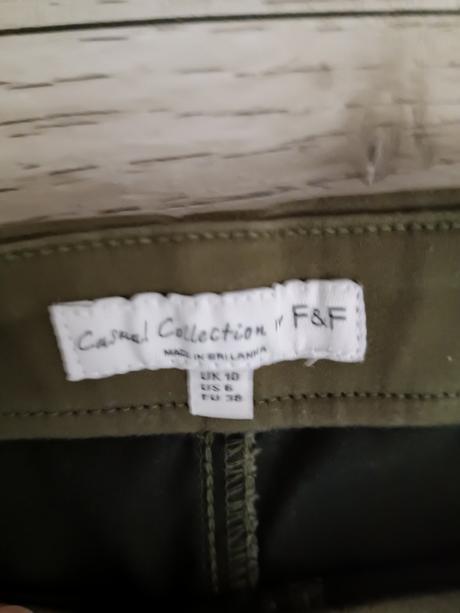 Casual Collection F&F
MADE IN SRI LANKA
UK 10
US 6
EU 38